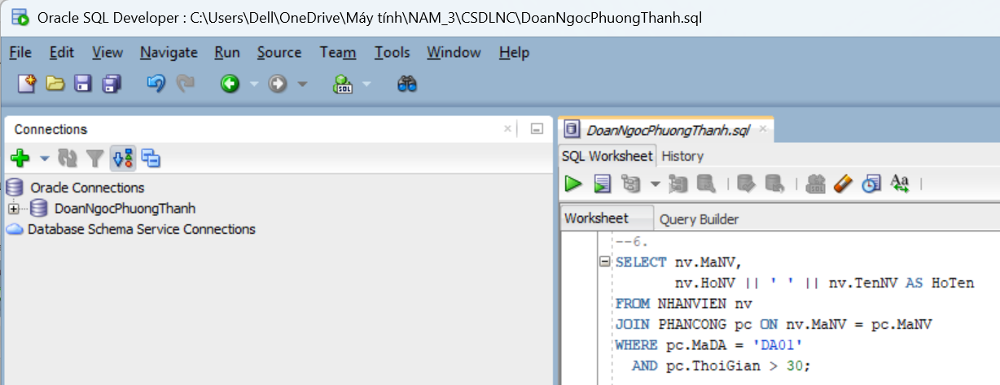 Oracle SQL Developer : C:\Users\Dell\OneDrive\Máy tính\NAM_3\CSDLNC\DoanNgocPhuongThanh.sql
File Edit View Navigate Run Source Team Tools Window Help
SQL
Connections
Oracle Connections
DoanNgocPhuongThanh
Database Schema Service Connections
DoanNgocPhuongThanh.sql
SQL Worksheet History
Aa
Worksheet Query Builder
--6.
SELECT nv.MaNV,
nv.HoNV || ' ' || nv.TenNV AS HoTen
FROM NHANVIEN nv
JOIN PHANCONG pc ON nv.MaNV = pc.MaNV
WHERE pc.MaDA = 'DA01'
AND pc.ThoiGian > 30;